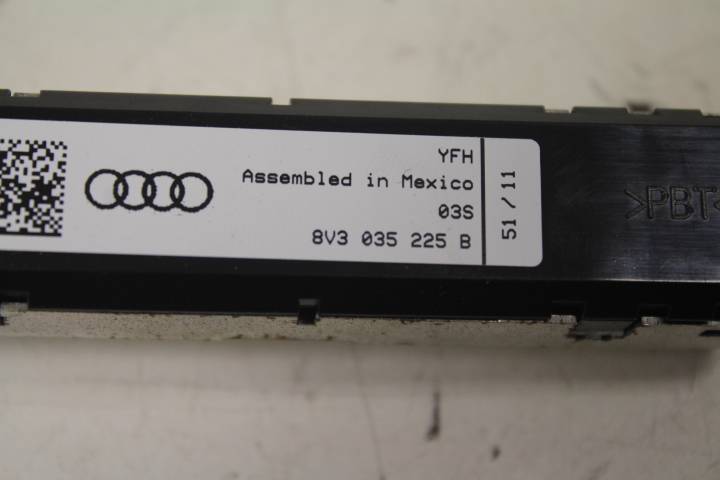 YFH
Assembled in Mexico
03S
8V3 035 225 B
51/11
>PBT<